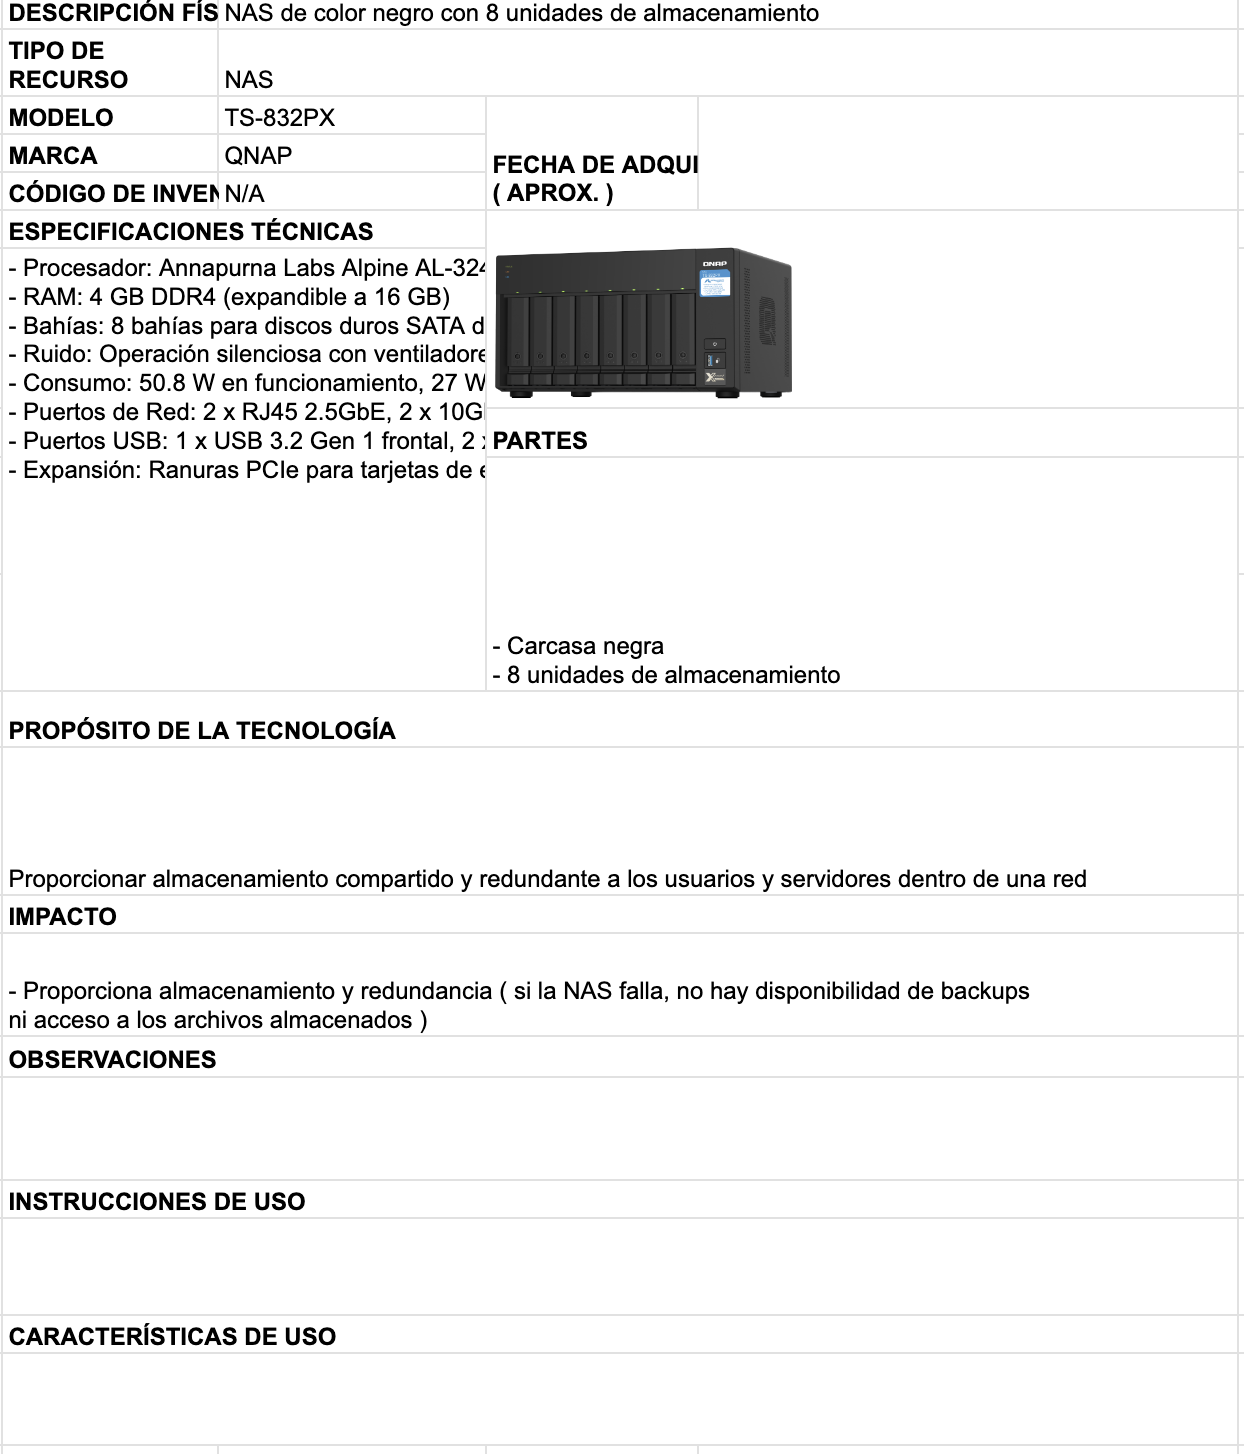 DESCRIPCIÓN FÍS NAS de color negro con 8 unidades de almacenamiento
TIPO DE
RECURSO NAS
MODELO TS-832PX
MARCA QNAP
CÓDIGO DE INVEN N/A
FECHA DE ADQUI
( APROX. )
ESPECIFICACIONES TÉCNICAS
- Procesador: Annapurna Labs Alpine AL-324
- RAM: 4 GB DDR4 (expandible a 16 GB)
- Bahías: 8 bahías para discos duros SATA d
- Ruido: Operación silenciosa con ventiladore
- Consumo: 50.8 W en funcionamiento, 27 W
- Puertos de Red: 2 x RJ45 2.5GbE, 2 x 10G
- Puertos USB: 1 x USB 3.2 Gen 1 frontal, 2 x
- Expansión: Ranuras PCIe para tarjetas de e
QNAP
PARTES
- Carcasa negra
- 8 unidades de almacenamiento
PROPÓSITO DE LA TECNOLOGÍA
Proporcionar almacenamiento compartido y redundante a los usuarios y servidores dentro de una red
IMPACTO
- Proporciona almacenamiento y redundancia ( si la NAS falla, no hay disponibilidad de backups
ni acceso a los archivos almacenados )
OBSERVACIONES
INSTRUCCIONES DE USO
CARACTERÍSTICAS DE USO